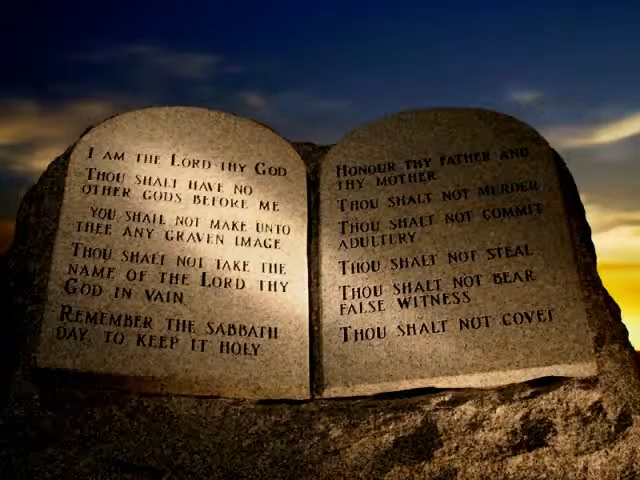 I AM THE LORD THY GOD
THOU SHALT HAVE NO
OTHER GODS BEFORE ME
YOU SHALL NOT MAKE UNTO
THEE ANY GRAVEN IMAGE
THOU SHALT NOT TAKE THE
NAME OF THE LORD THY
GOD IN VAIN
REMEMBER THE SABBATH
DAY, TO KEEP IT HOLY
HONOUR THY FATHER AND
THY MOTHER
THOU SHALT NOT MURDER
THOU SHALT NOT COMMIT
ADULTERY
THOU SHALT NOT STEAL
THOU SHALT NOT BEAR
FALSE WITNESS
THOU SHALT NOT COVET